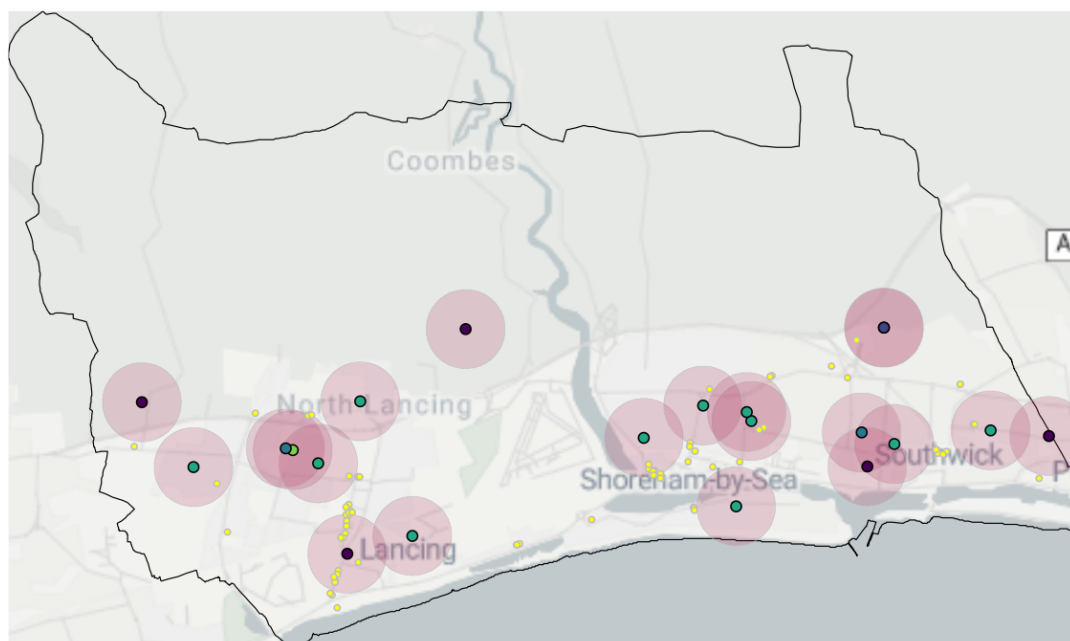 Coombes
A
North Lancing
Southwick
P
Shoreham-by-Sea
Lancing